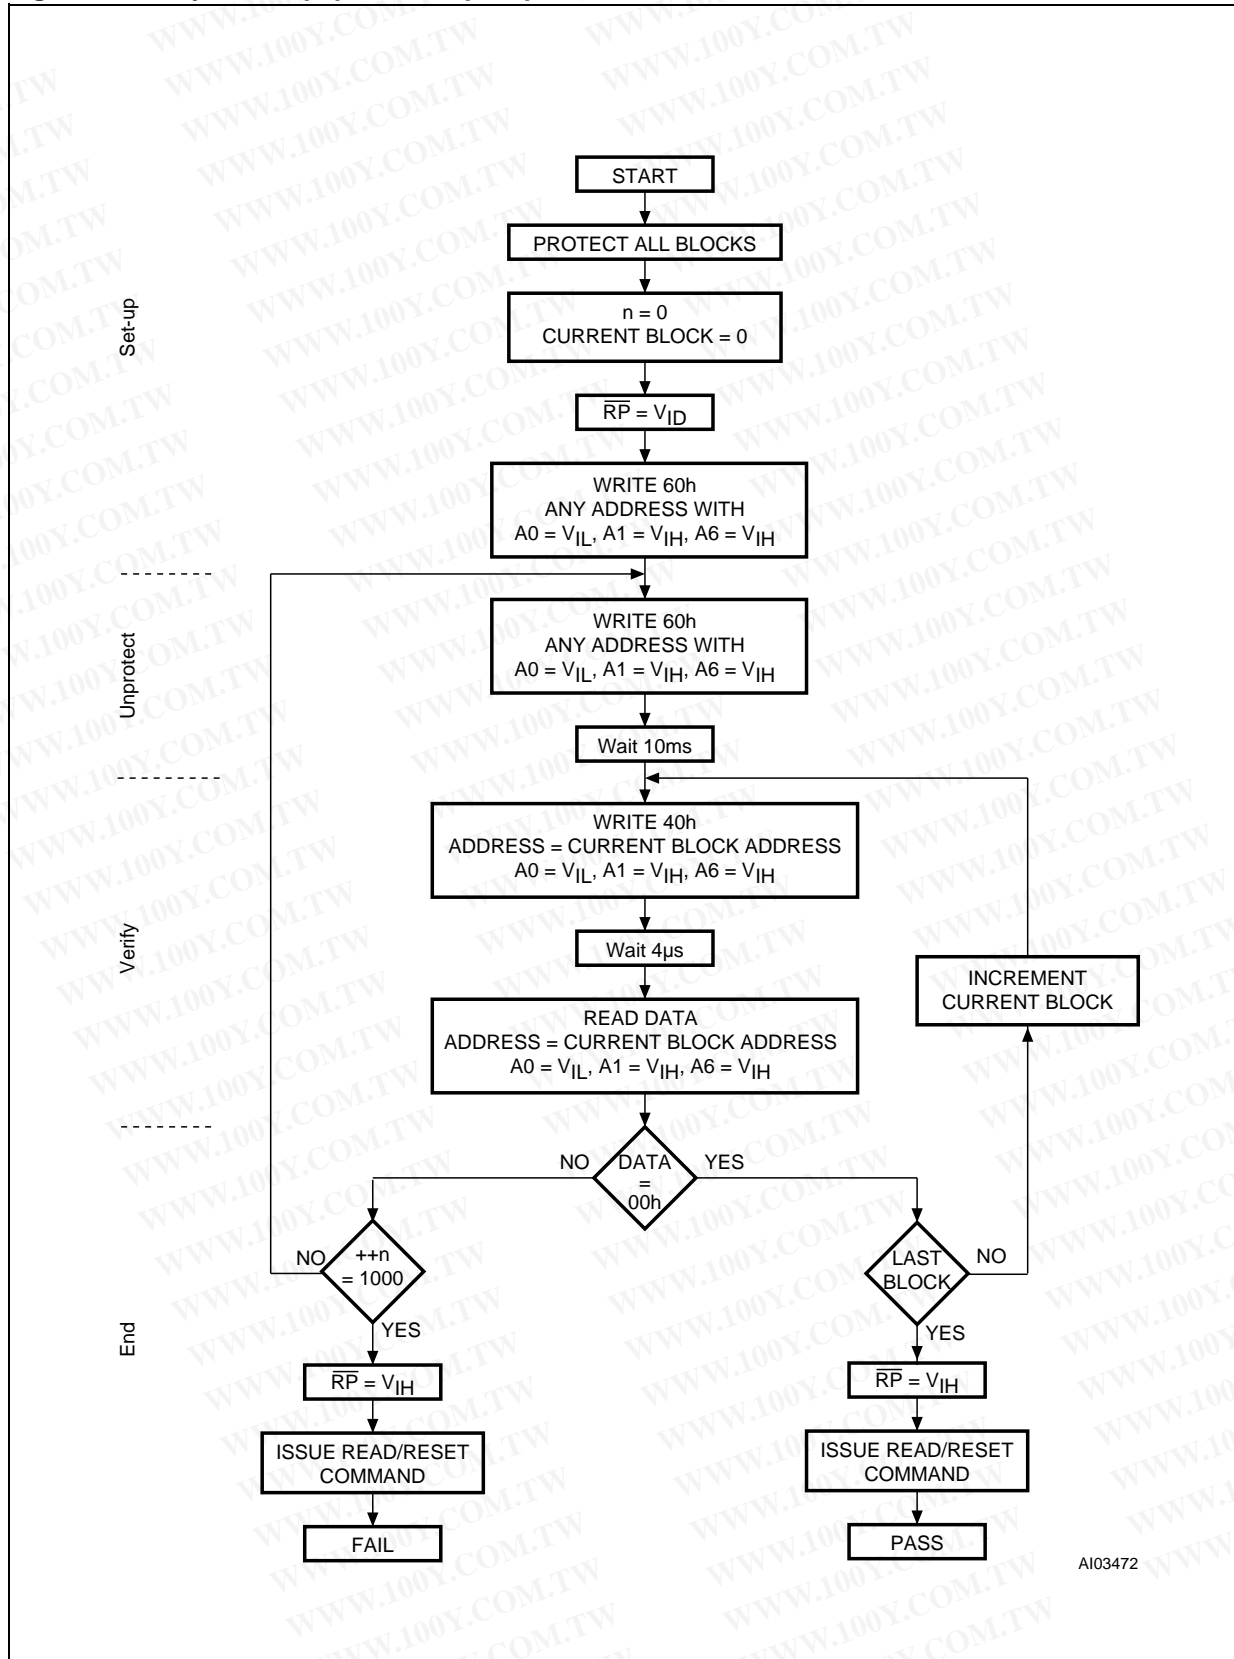 START
PROTECT ALL BLOCKS
n = 0
CURRENT BLOCK = 0
Set-up
RP = VID
WRITE 60h
ANY ADDRESS WITH
A0 = VIL, A1 = VIH, A6 = VIH
WRITE 60h
ANY ADDRESS WITH
A0 = VIL, A1 = VIH, A6 = VIH
Unprotect
Wait 10ms
WRITE 40h
ADDRESS = CURRENT BLOCK ADDRESS
A0 = VIL, A1 = VIH, A6 = VIH
Verify
Wait 4µs
INCREMENT
CURRENT BLOCK
READ DATA
ADDRESS = CURRENT BLOCK ADDRESS
A0 = VIL, A1 = VIH, A6 = VIH
NO
DATA
=
00h
YES
NO
++n
= 1000
LAST
BLOCK
NO
End
YES
YES
RP = VIH
RP = VIH
ISSUE READ/RESET
COMMAND
ISSUE READ/RESET
COMMAND
FAIL
PASS
AI03472
WWW.100Y.COM.TW